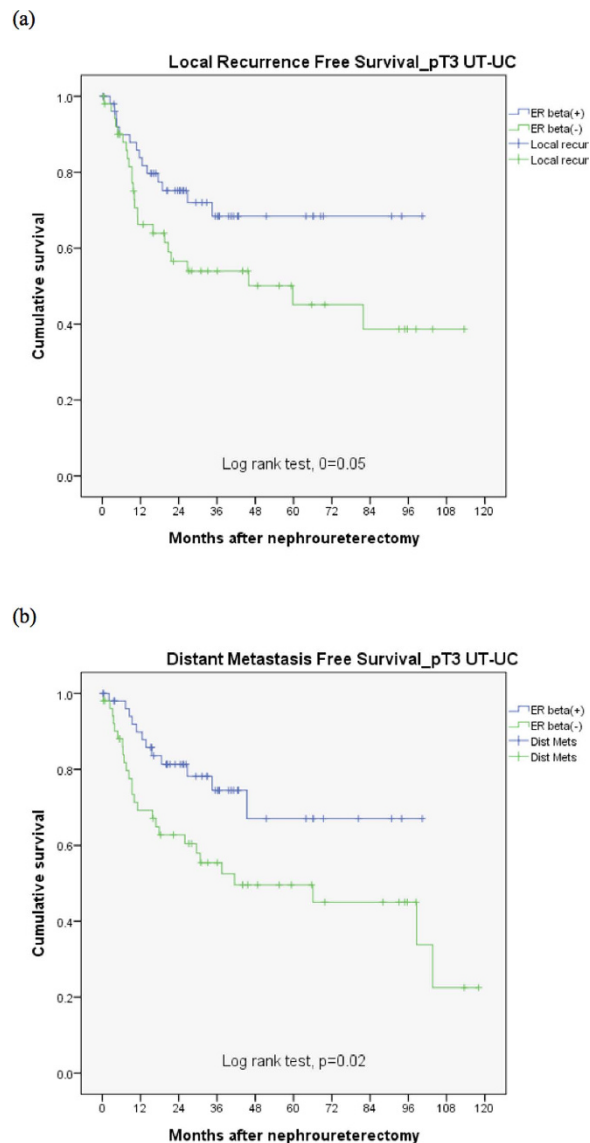 (a)
Local Recurrence Free Survival_pT3 UT-UC
ER beta(+)
ER beta(-)
Local recur
Local recur
1.0
0.8
0.6
0.4
0.2
0.0
Cumulative survival
Log rank test, 0=0.05
0 12 24 36 48 60 72 84 96 108 120
Months after nephroureterectomy
(b)
Distant Metastasis Free Survival_pT3 UT-UC
ER beta(+)
ER beta(-)
Dist Mets
Dist Mets
1.0
0.8
0.6
0.4
0.2
0.0
Cumulative survival
Log rank test, p=0.02
0 12 24 36 48 60 72 84 96 108 120
Months after nephroureterectomy